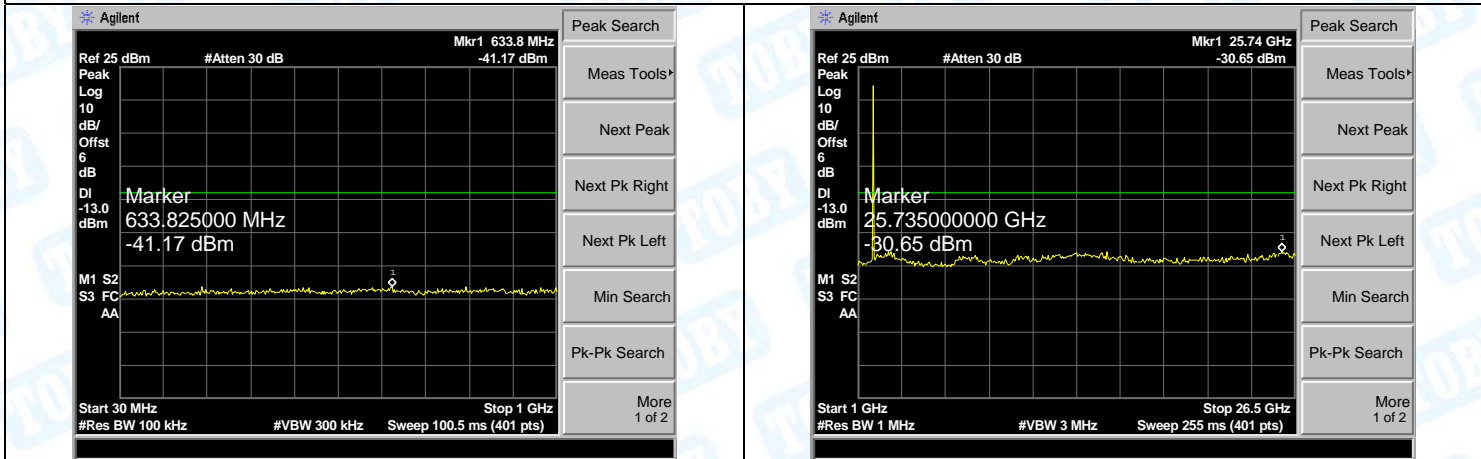 Agilent
Peak Search
Mkr1 633.8 MHz
Ref 25 dBm #Atten 30 dB -41.17 dBm
Peak
Log
10
dB/
Offst
6
dB
DI
-13.0
dBm
Marker
633.825000 MHz
-41.17 dBm
1
M1 S2
S3 FC
AA
Start 30 MHz Stop 1 GHz
#Res BW 100 kHz #VBW 300 kHz Sweep 100.5 ms (401 pts)
Meas Tools
Next Peak
Next Pk Right
Next Pk Left
Min Search
Pk-Pk Search
More
1 of 2
Agilent
Peak Search
Mkr1 25.74 GHz
Ref 25 dBm #Atten 30 dB -30.65 dBm
Peak
Log
10
dB/
Offst
6
dB
DI
-13.0
dBm
Marker
25.735000000 GHz
-30.65 dBm
1
M1 S2
S3 FC
AA
Start 1 GHz Stop 26.5 GHz
#Res BW 1 MHz #VBW 3 MHz Sweep 255 ms (401 pts)
Meas Tools
Next Peak
Next Pk Right
Next Pk Left
Min Search
Pk-Pk Search
More
1 of 2
TOBY